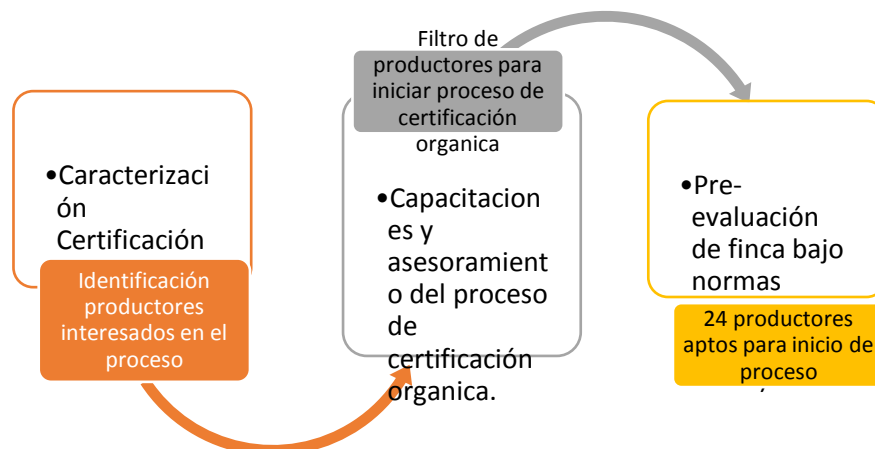 •Caracterizaci
ón
Certificación
Identificación
productores
interesados en el
proceso
Filtro de
productores para
iniciar proceso de
certificación
organica
•Capacitacion
es y
asesoramient
o del proceso
de
certificación
organica.
•Pre-
evaluación
de finca bajo
normas
24 productores
aptos para inicio de
proceso